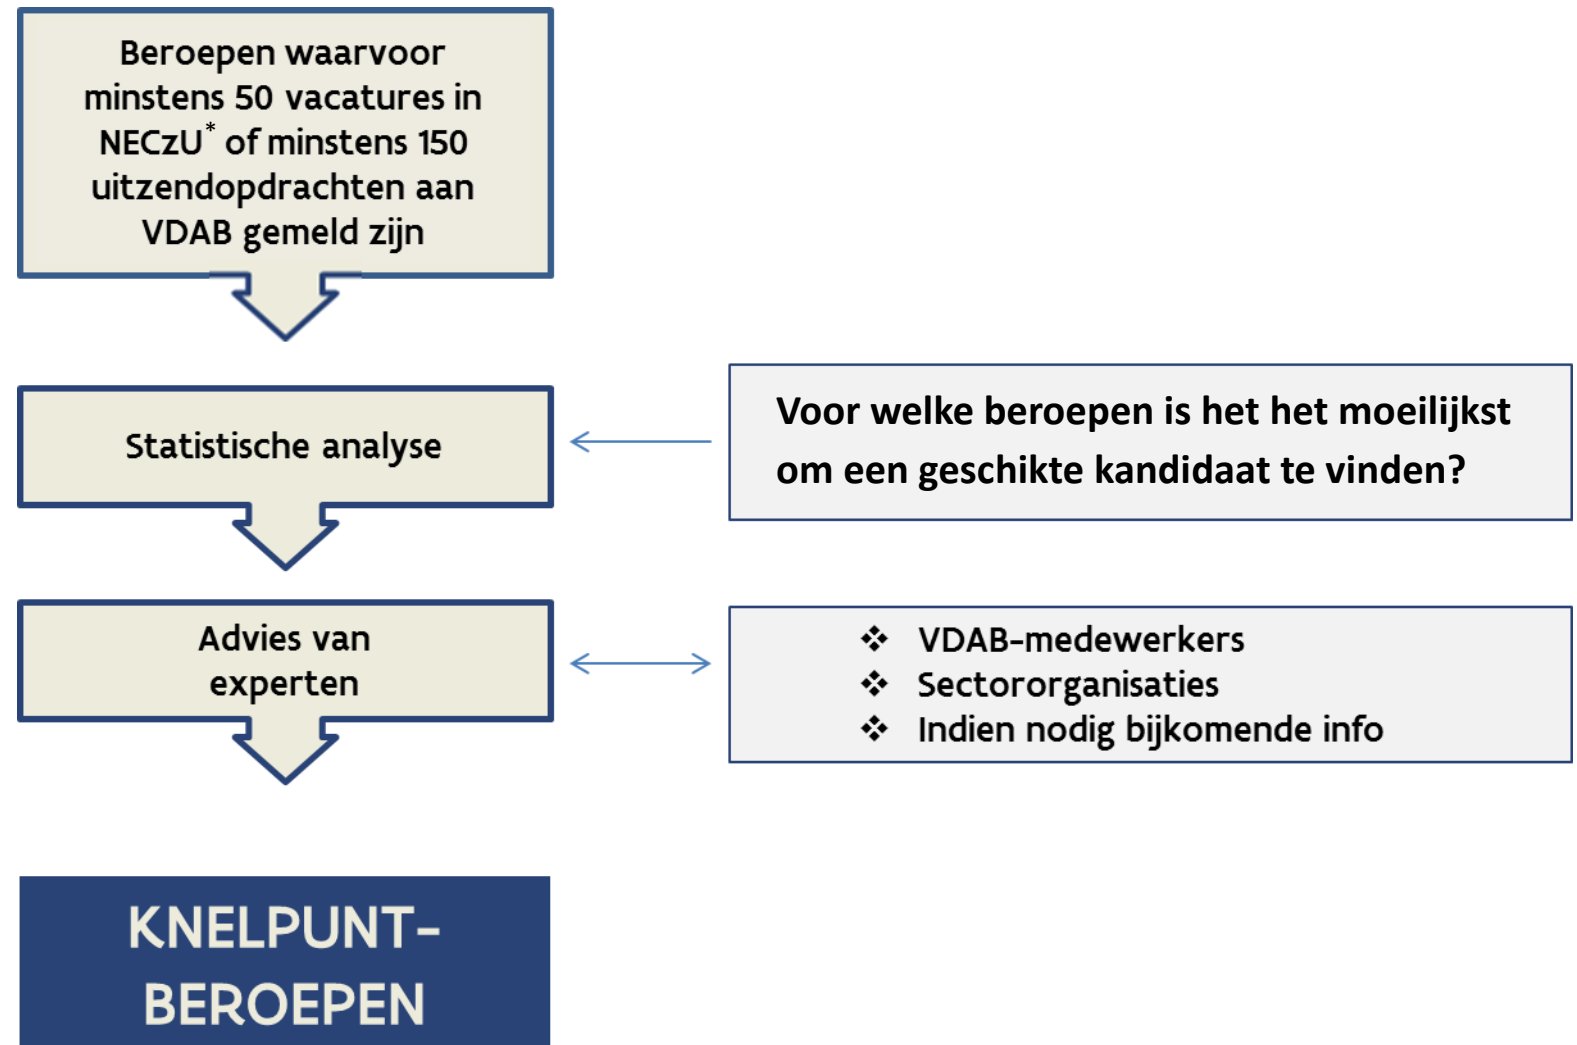 Beroepen waarvoor
minstens 50 vacatures in
NECzU* of minstens 150
uitzendopdrachten aan
VDAB gemeld zijn
Statistische analyse
Voor welke beroepen is het het moeilijkst
om een geschikte kandidaat te vinden?
Advies van
experten
❖ VDAB-medewerkers
❖ Sectororganisaties
❖ Indien nodig bijkomende info
KNELPUNT-
BEROEPEN